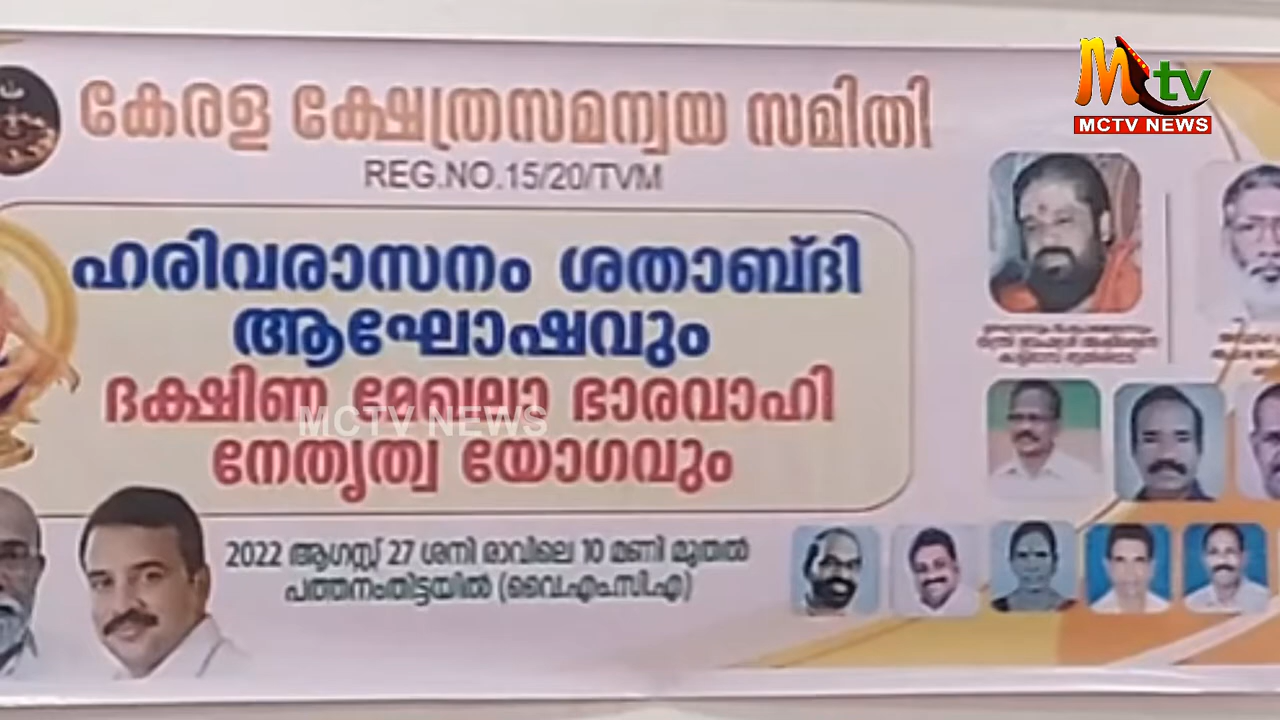 Mctv
MCTV NEWS
കേരള ക്ഷേത്രസമന്വയ സമിതി
REG.NO.15/20/TVM
ഹരിവരാസനം ശതാബ്ദി
ആഘോഷവും
ദക്ഷിണ മേഖലാ ഭാരവാഹി
നേതൃത്വ യോഗവും
MCTV NEWS
2022 ആഗസ്റ്റ് 27 ശനി രാവിലെ 10 മണി മുതൽ
പത്തനംതിട്ടയിൽ (വൈ.എം.സി.എ)